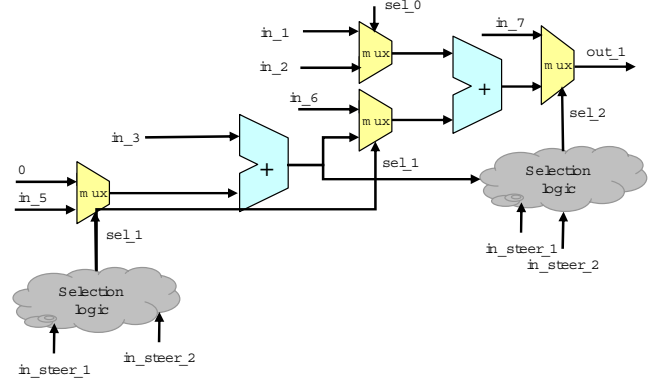 sel_0
in_1
in_7
mux
out_1
in_2
mux
+
in_6
sel_2
in_3
mux
0
sel_1
Selection
logic
+
mux
in_5
sel_1
in_steer_1
in_steer_2
Selection
logic
in_steer_1
in_steer_2